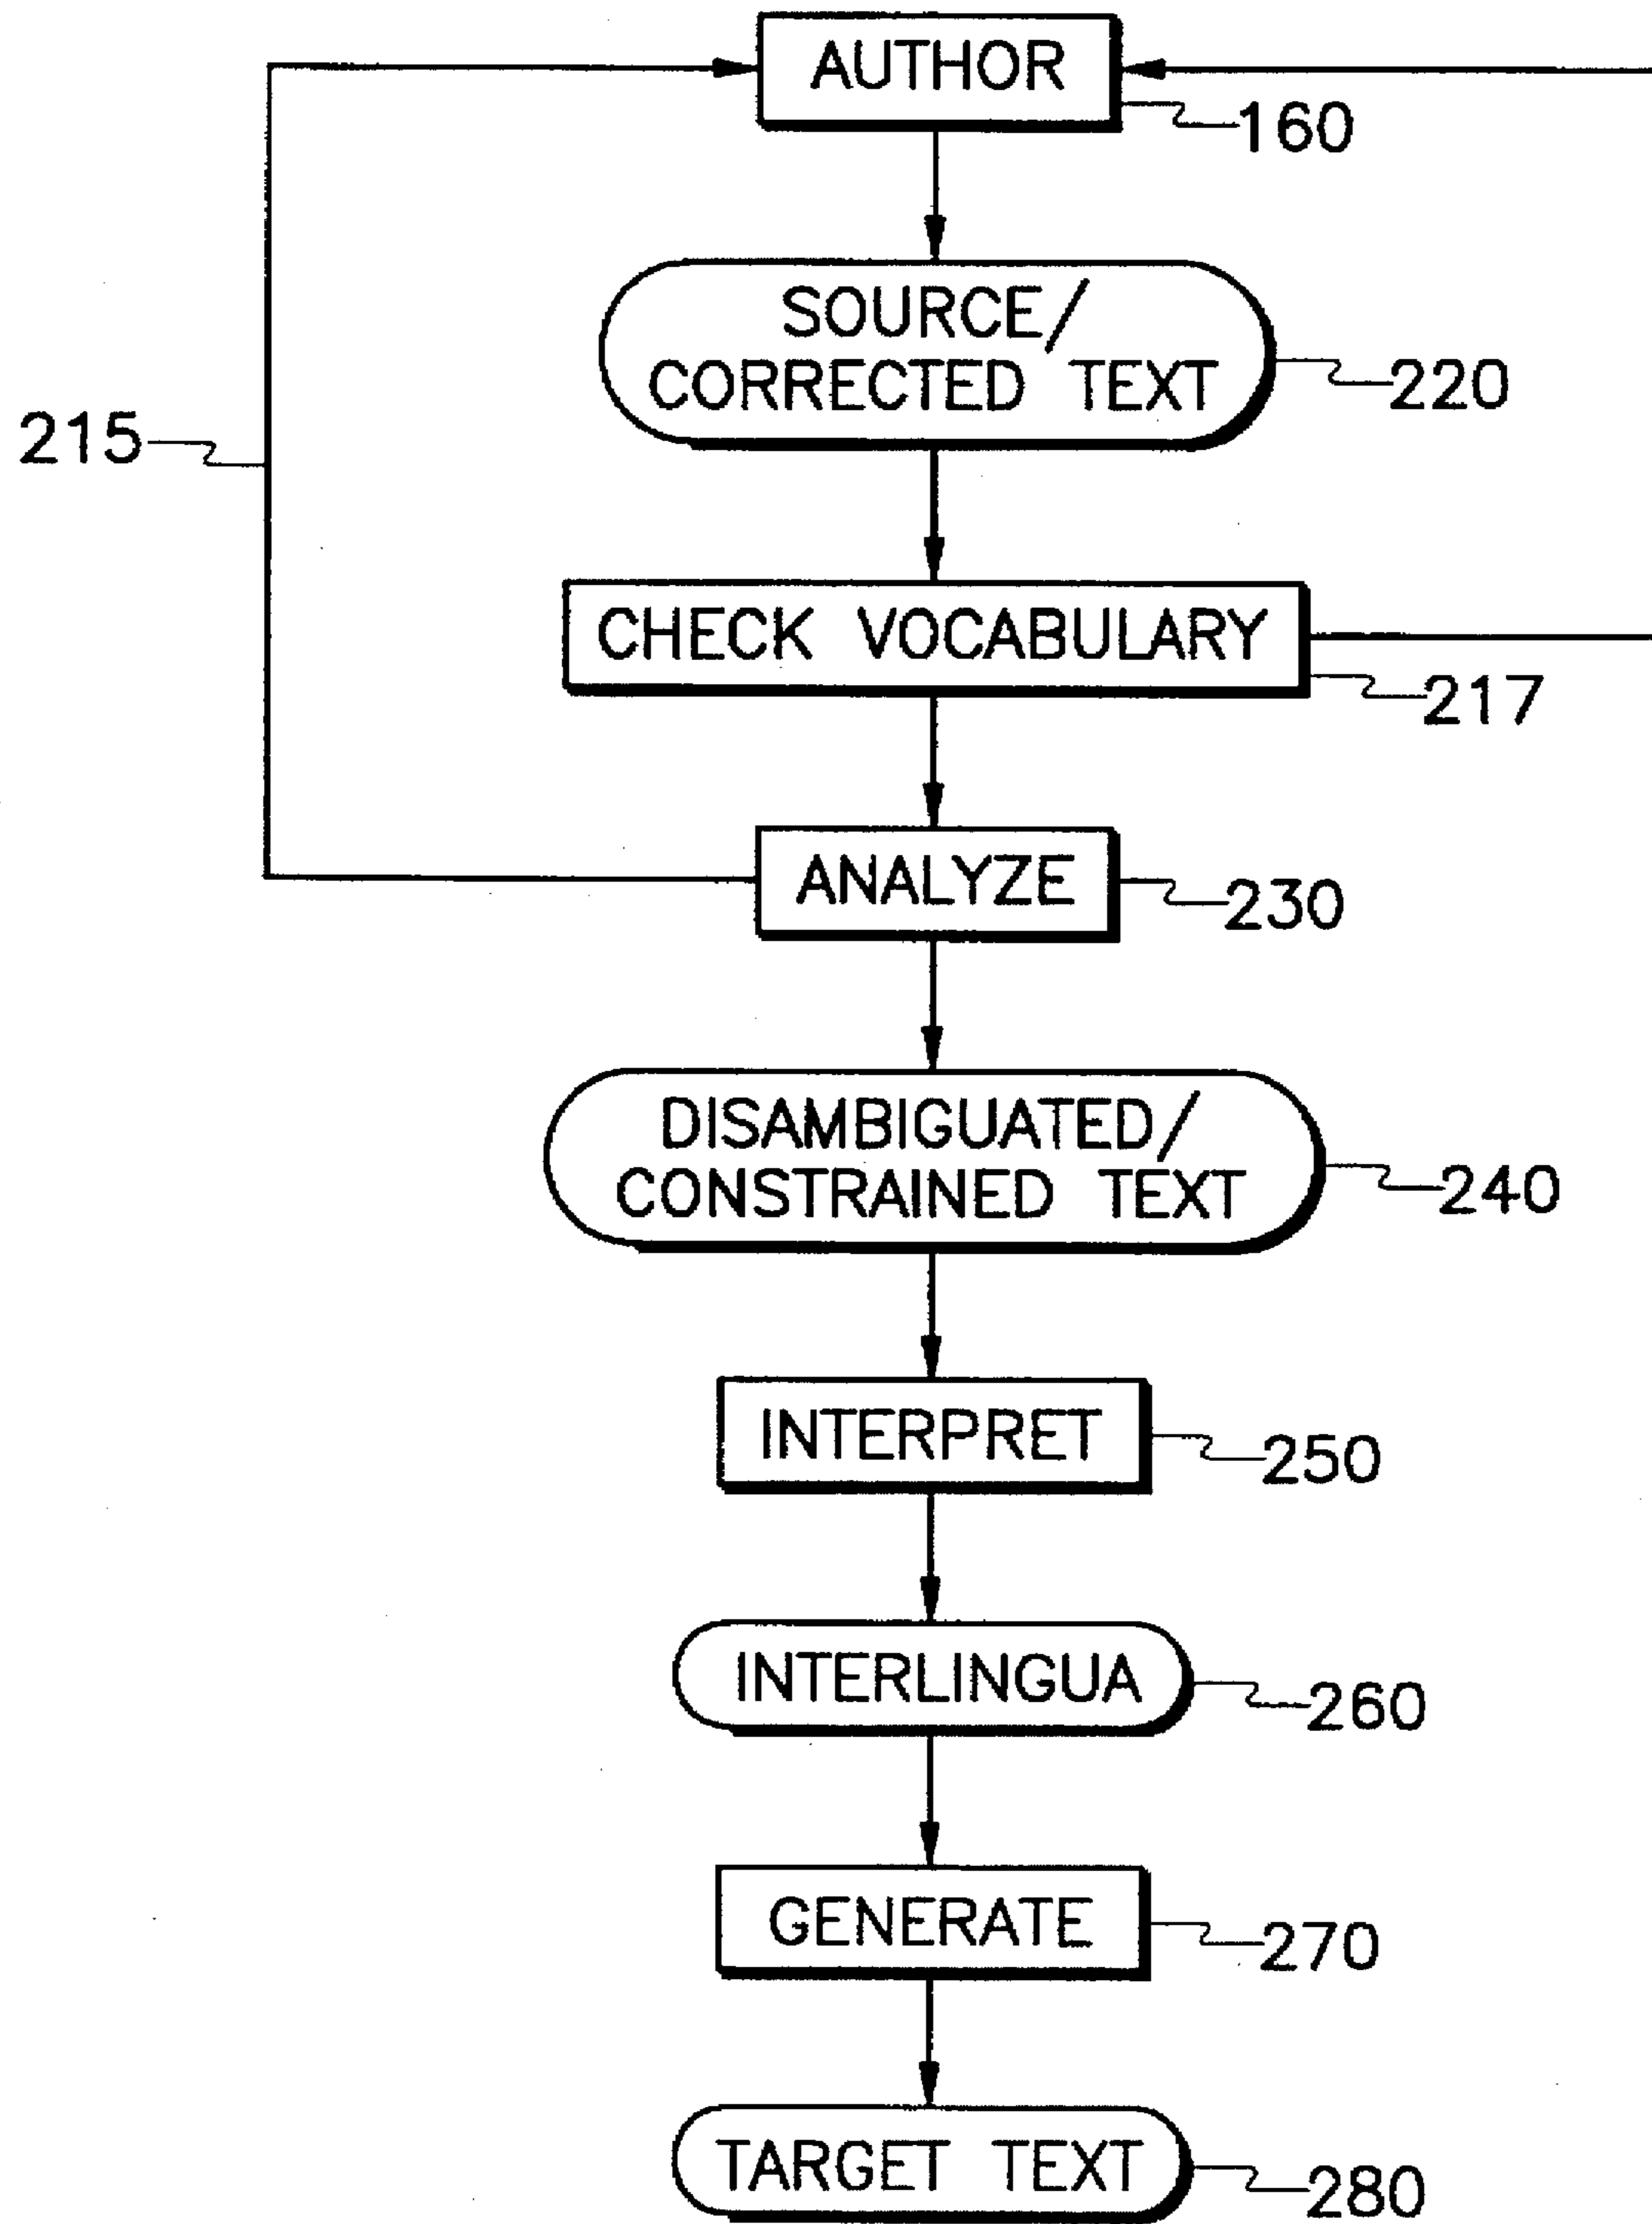 AUTHOR
160
SOURCE/
CORRECTED TEXT
220
215
CHECK VOCABULARY
217
ANALYZE
230
DISAMBIGUATED/
CONSTRAINED TEXT
240
INTERPRET
250
INTERLINGUA
260
GENERATE
270
TARGET TEXT
280